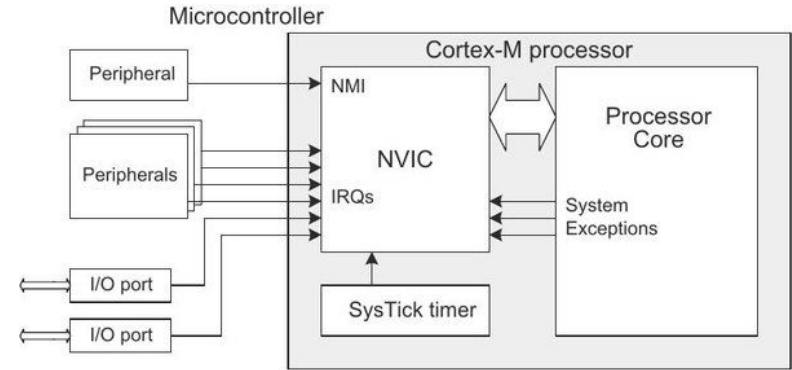 Microcontroller
Cortex-M processor
Peripheral
NMI
Processor
Core
NVIC
Peripherals
IRQs
System
Exceptions
I/O port
SysTick timer
I/O port